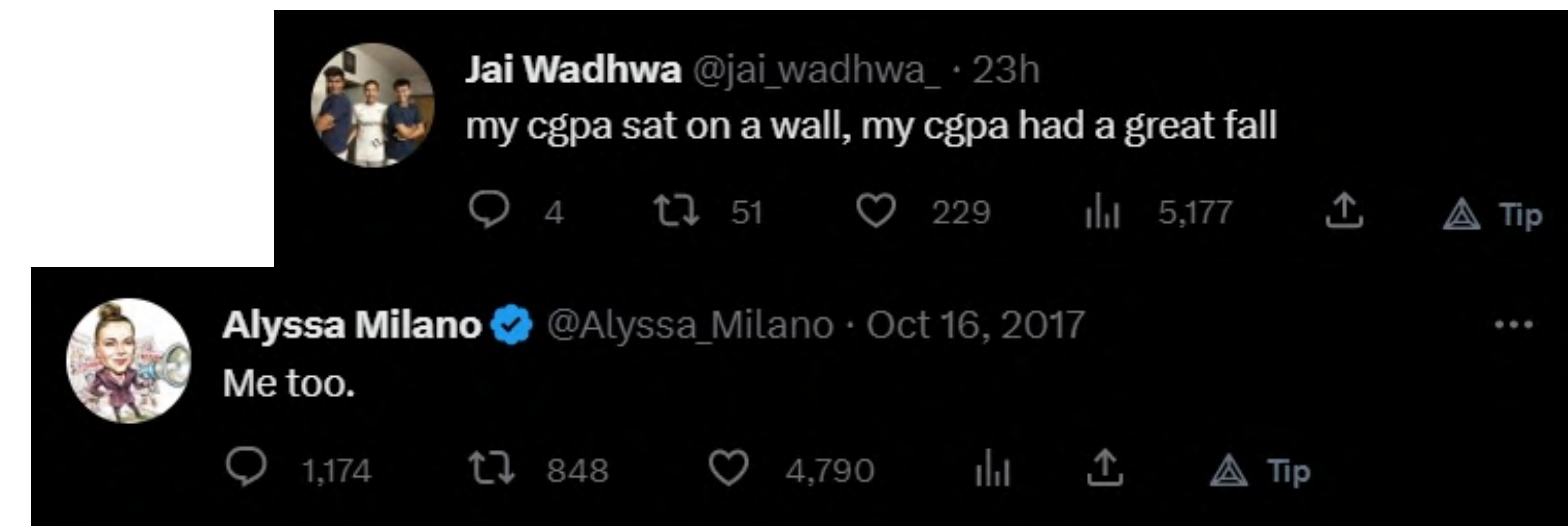 Jai Wadhwa @jai_wadhwa_ · 23h
my cgpa sat on a wall, my cgpa had a great fall
4 51 229 5,177 Tip
Alyssa Milano @Alyssa_Milano · Oct 16, 2017
Me too.
1,174 848 4,790 Tip